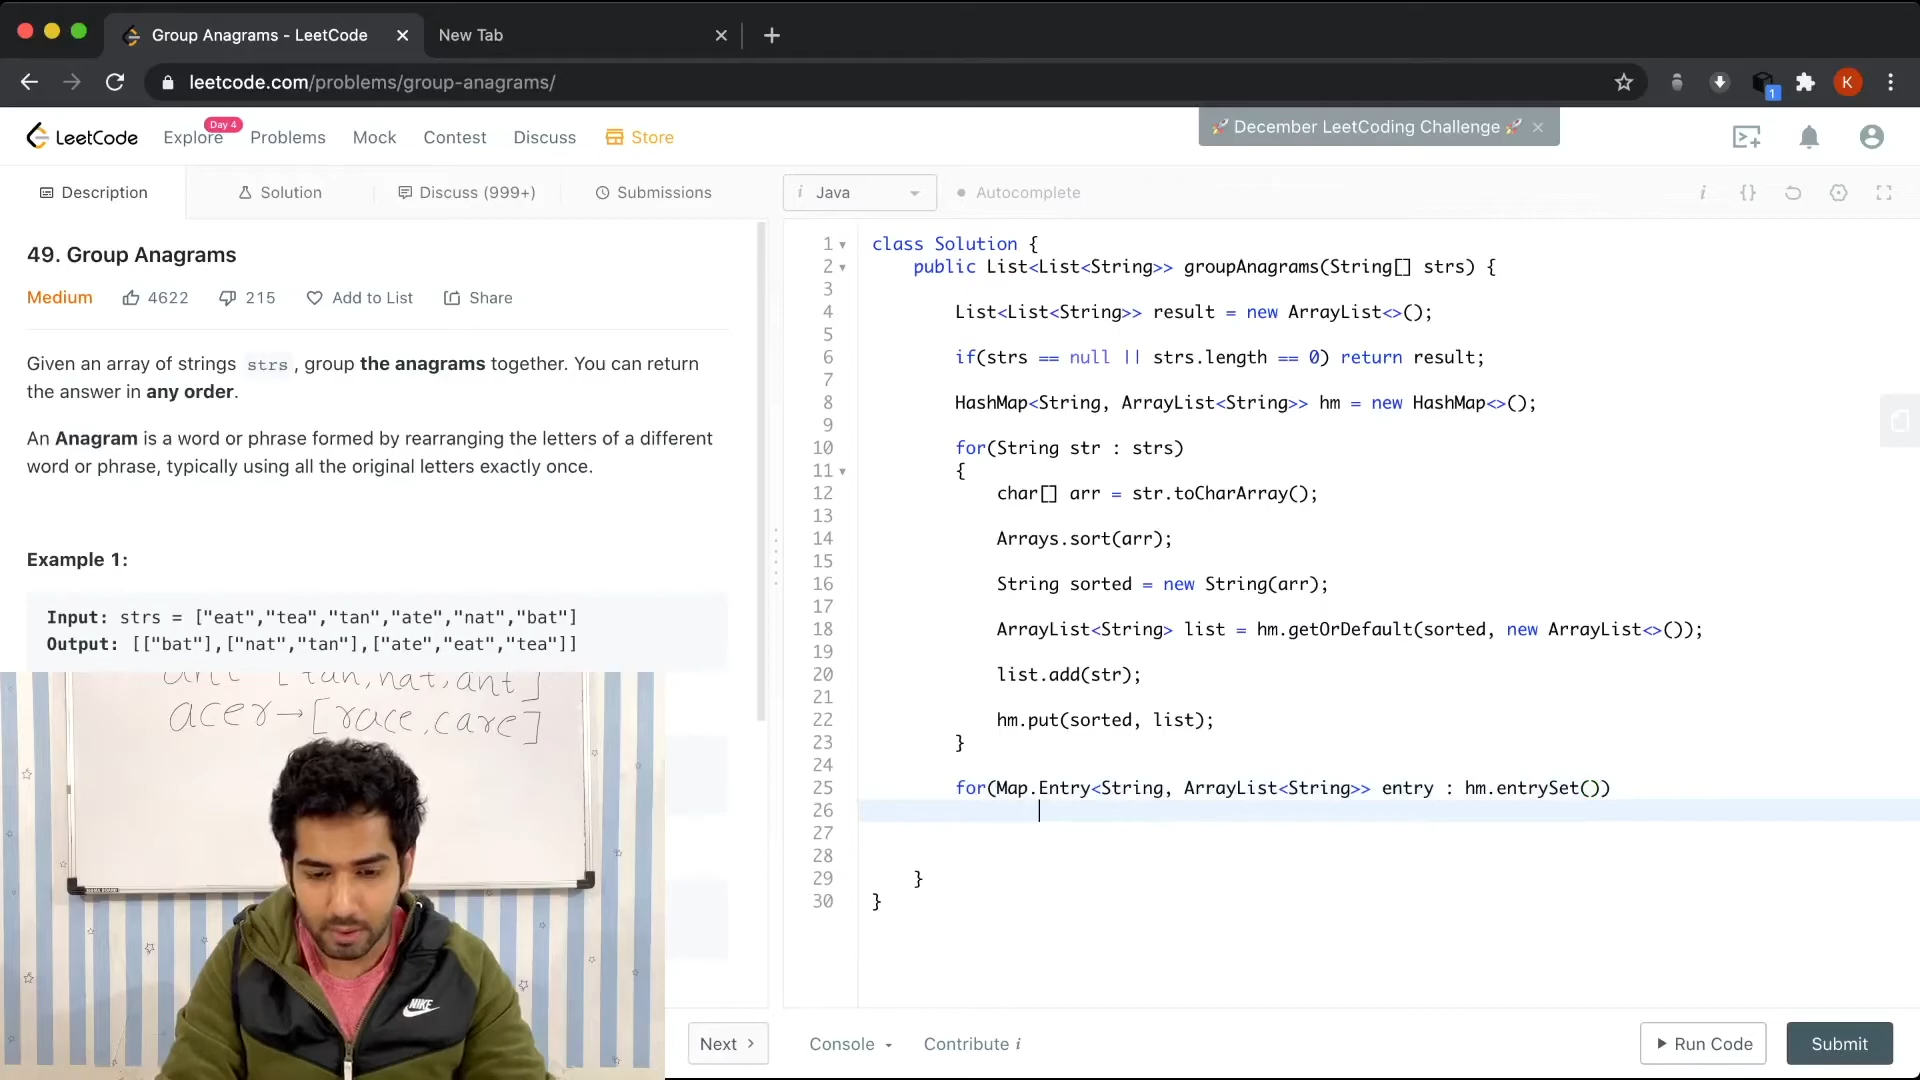 Group Anagrams - LeetCode
New Tab
leetcode.com/problems/group-anagrams/
1
K
LeetCode
Explore
Day 4
Problems
Mock
Contest
Discuss
Store
🚀 December LeetCoding Challenge 🚀
Description
Solution
Discuss (999+)
Submissions
i Java
Autocomplete
i
{}
49. Group Anagrams
Medium
4622
215
Add to List
Share
Given an array of strings strs, group the anagrams together. You can return
the answer in any order.
An Anagram is a word or phrase formed by rearranging the letters of a different
word or phrase, typically using all the original letters exactly once.
Example 1:
Input: strs = ["eat","tea","tan","ate","nat","bat"]
Output: [["bat"],["nat","tan"],["ate","eat","tea"]]
[tan, nat, ant]
acer→[race, care]
NIKE
1 class Solution {
2 public List<List<String>> groupAnagrams(String[] strs) {
3
4 List<List<String>> result = new ArrayList<>();
5
6 if(strs == null || strs.length == 0) return result;
7
8 HashMap<String, ArrayList<String>> hm = new HashMap<>();
9
10 for(String str : strs)
11 {
12 char[] arr = str.toCharArray();
13
14 Arrays.sort(arr);
15
16 String sorted = new String(arr);
17
18 ArrayList<String> list = hm.getOrDefault(sorted, new ArrayList<>());
19
20 list.add(str);
21
22 hm.put(sorted, list);
23 }
24
25 for(Map.Entry<String, ArrayList<String>> entry : hm.entrySet())
26
27
28
29 }
30 }
Next
Console
Contribute i
Run Code
Submit